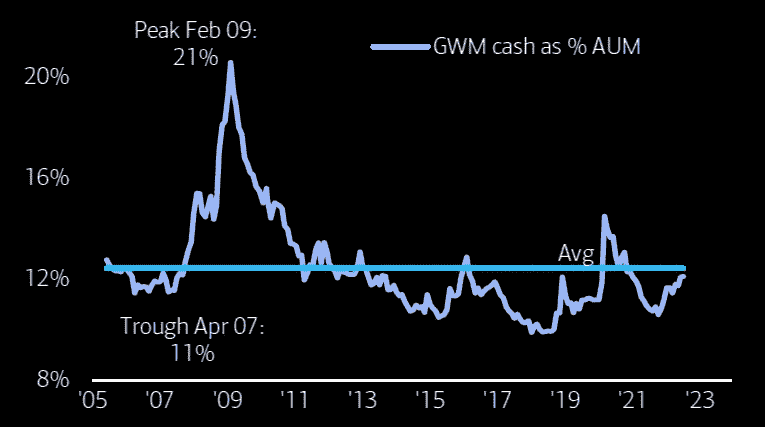 Peak Feb 09:
21%
GWM cash as % AUM
20%
16%
Avg
12%
Trough Apr 07:
11%
8%
'05 '07 '09 '11 '13 '15 '17 '19 '21 '23